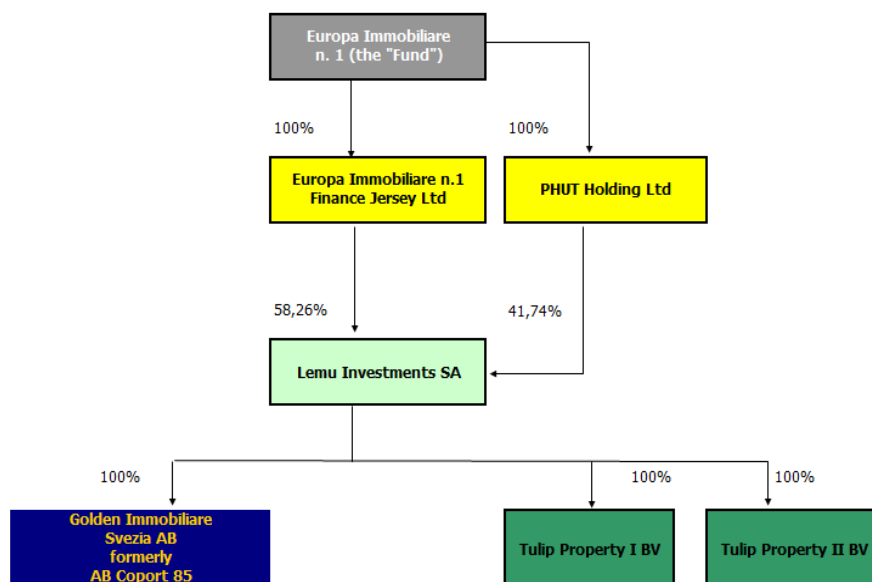 Europa Immobiliare
n. 1 (the "Fund")
100%
100%
Europa Immobiliare n.1
Finance Jersey Ltd
PHUT Holding Ltd
58,26%
41,74%
Lemu Investments SA
100%
100%
100%
Golden Immobiliare
Svezia AB
formerly
AB Coport 85
Tulip Property I BV
Tulip Property II BV